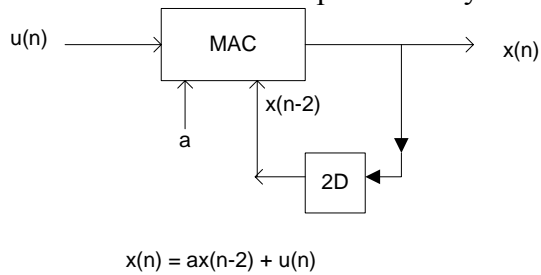 u(n)
MAC
x(n)
x(n-2)
a
2D
x(n) = ax(n-2) + u(n)